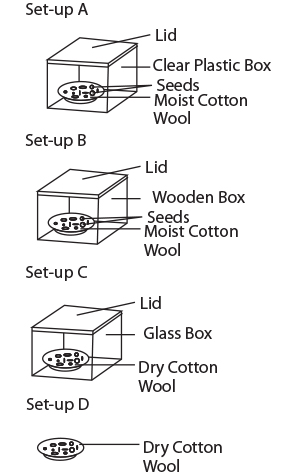 Set-up A
Lid
Clear Plastic Box
Seeds
Moist Cotton
Wool
Set-up B
Lid
Wooden Box
Seeds
Moist Cotton
Wool
Set-up C
Lid
Glass Box
Dry Cotton
Wool
Set-up D
Dry Cotton
Wool